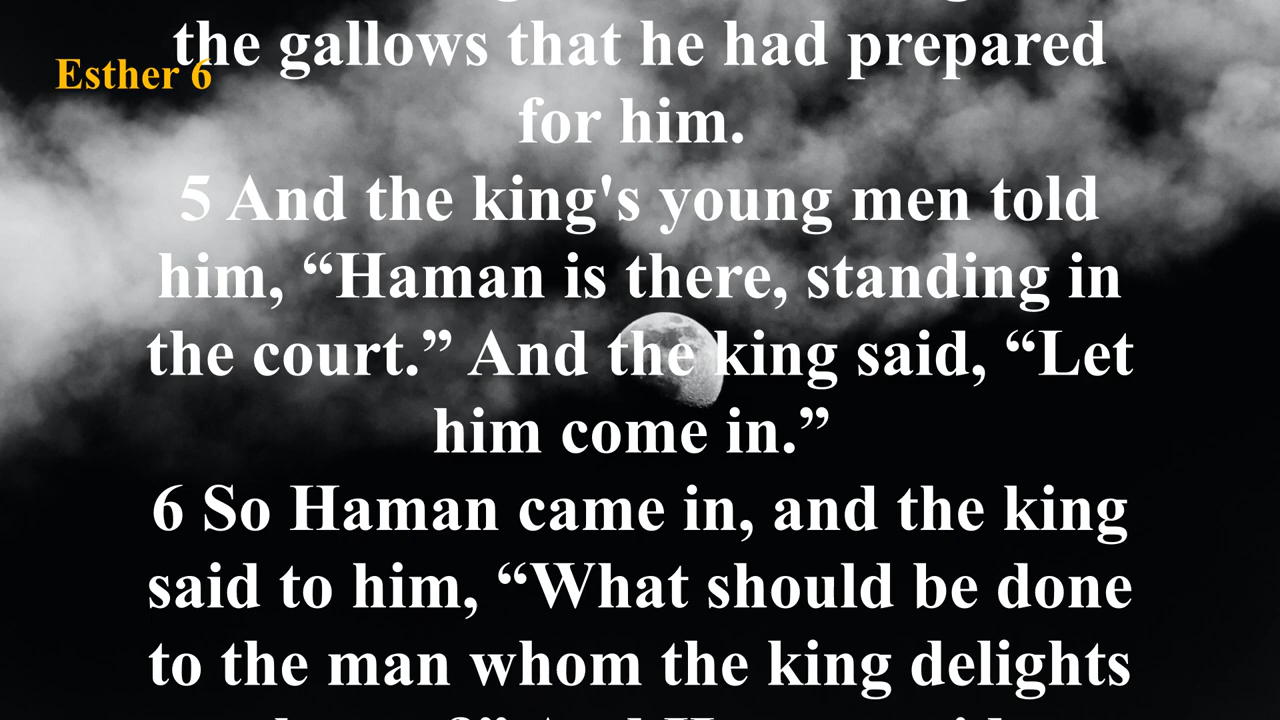 the gallows that he had prepared
Esther 6
for him.
5 And the king's young men told
him, “Haman is there, standing in
the court.” And the king said, “Let
him come in.”
6 So Haman came in, and the king
said to him, “What should be done
to the man whom the king delights